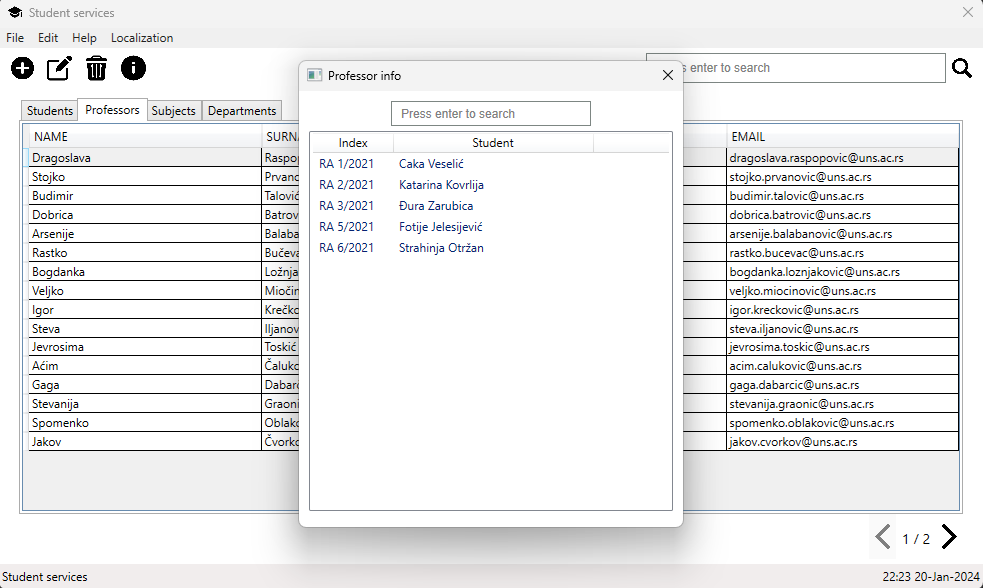 Student services
File Edit Help Localization
enter to search
Students Professors Subjects Departments
NAME SURNA EMAIL
Dragoslava Raspop dragoslava.raspopovic@uns.ac.rs
Stojko Prvano stojko.prvanovic@uns.ac.rs
Budimir Talović budimir.talovic@uns.ac.rs
Dobrica Batrov dobrica.batrovic@uns.ac.rs
Arsenije Balaba arsenije.balabanovic@uns.ac.rs
Rastko Bučeva rastko.bucevac@uns.ac.rs
Bogdanka Ložnja bogdanka.loznjakovic@uns.ac.rs
Veljko Miočin veljko.miocinovic@uns.ac.rs
Igor Krečko igor.kreckovic@uns.ac.rs
Steva Iljanov steva.iljanovic@uns.ac.rs
Jevrosima Toskić jevrosima.toskic@uns.ac.rs
Aćim Čaluko acim.calukovic@uns.ac.rs
Gaga Dabarc gaga.dabarcic@uns.ac.rs
Stevanija Graoni stevanija.graonic@uns.ac.rs
Spomenko Oblako spomenko.oblakovic@uns.ac.rs
Jakov Čvorko jakov.cvorkov@uns.ac.rs
Professor info
Press enter to search
Index Student
RA 1/2021 Caka Veselić
RA 2/2021 Katarina Kovrlija
RA 3/2021 Đura Zarubica
RA 5/2021 Fotije Jelesijević
RA 6/2021 Strahinja Otržan
1 / 2
Student services 22:23 20-Jan-2024